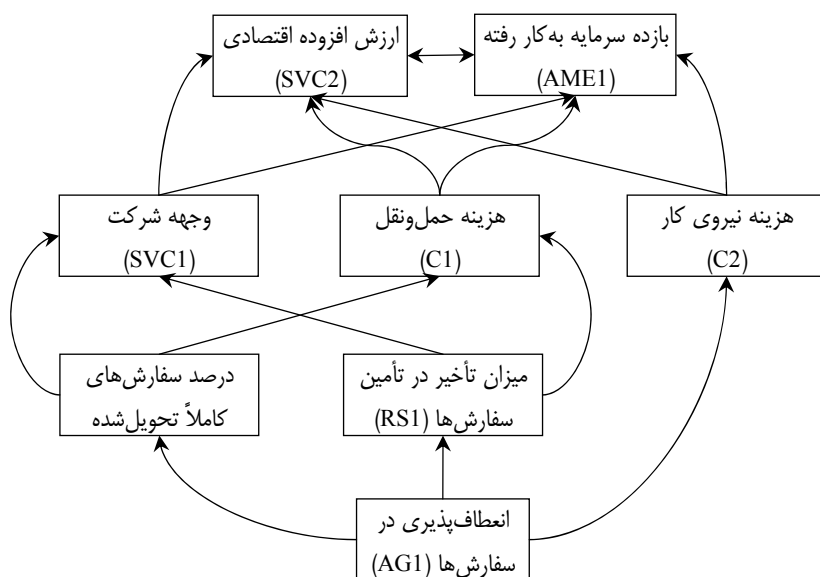 بازده سرمایه به‌کار رفته
(AME1)
ارزش افزوده اقتصادی
(SVC2)
هزینه نیروی کار
(C2)
هزینه حمل‌ونقل
(C1)
وجهه شرکت
(SVC1)
میزان تأخیر در تأمین
سفارش‌ها (RS1)
درصد سفارش‌های
کاملاً تحویل‌شده
انعطاف‌پذیری در
سفارش‌ها (AG1)